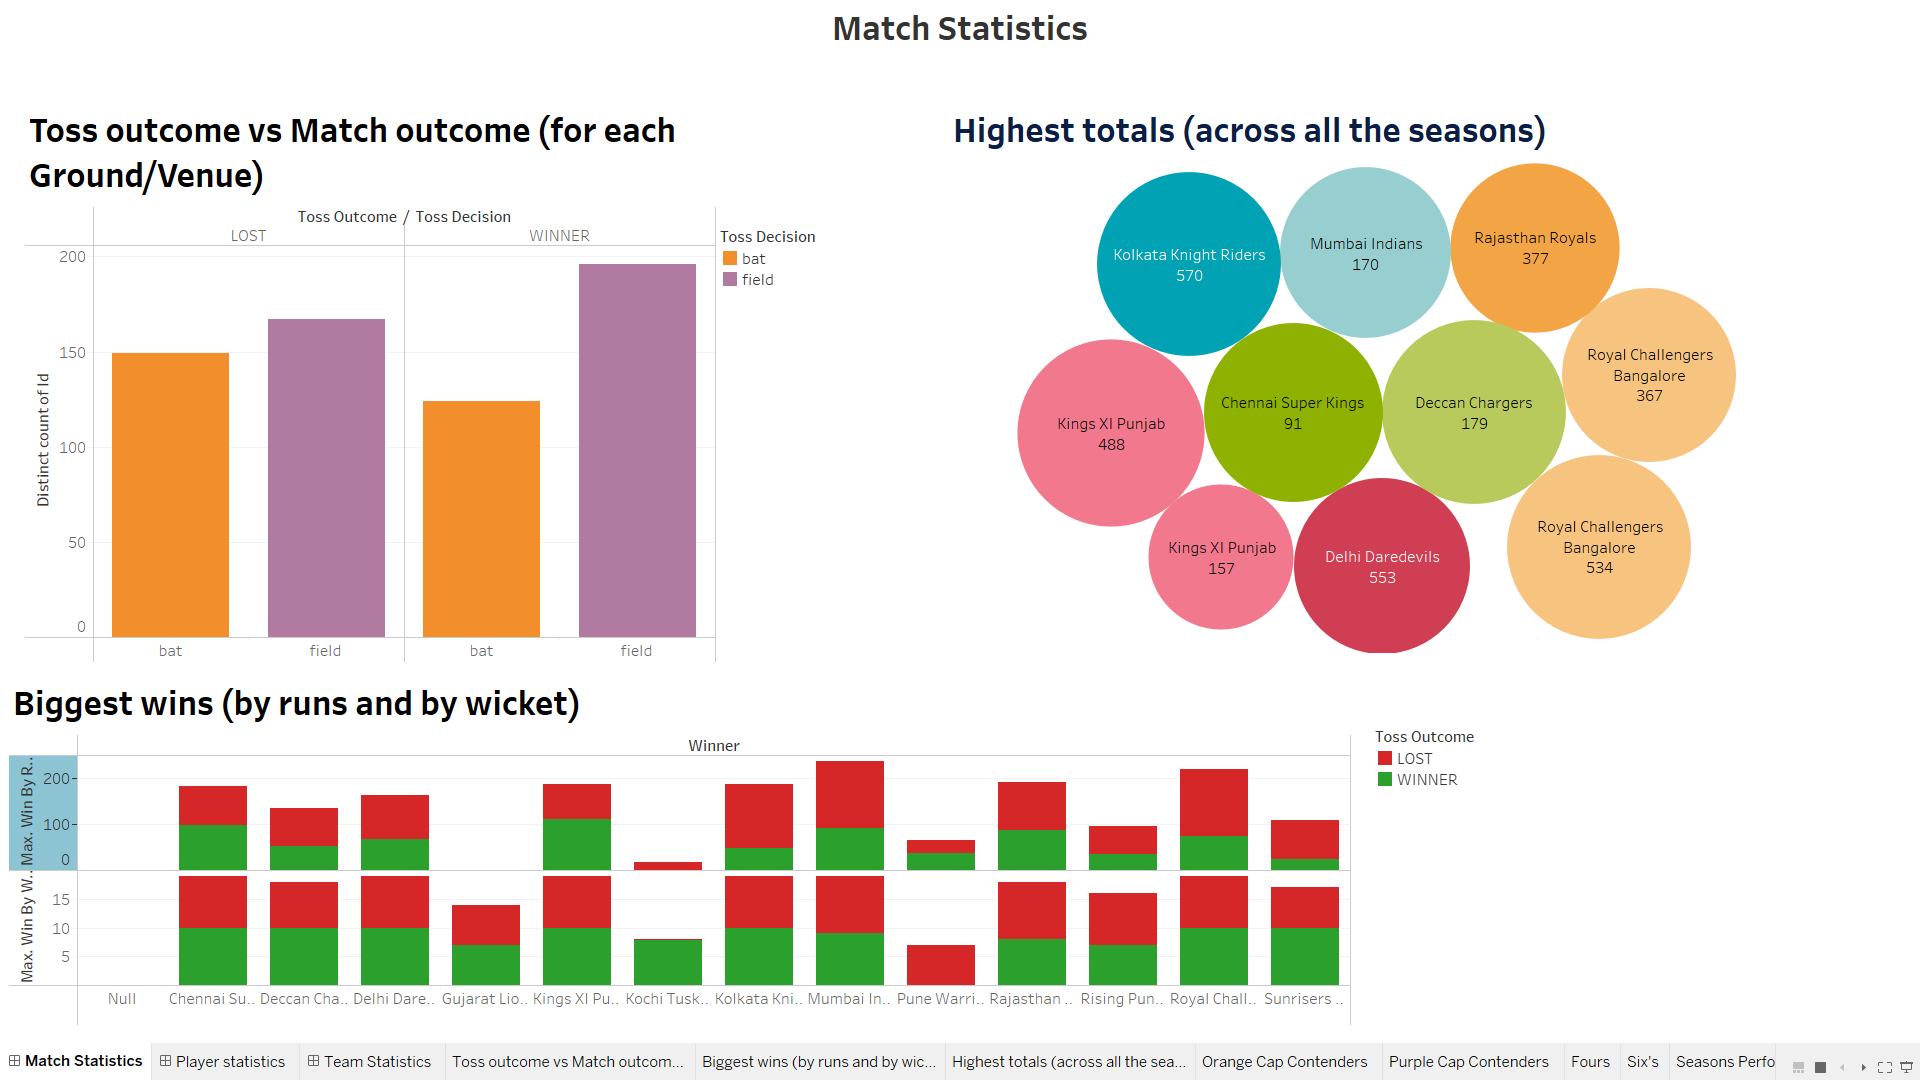 Match Statistics
Toss outcome vs Match outcome (for each
Ground/Venue)
Toss Outcome / Toss Decision
LOST
WINNER
Distinct count of Id
200
150
100
50
0
bat
field
bat
field
Toss Decision
bat
field
Highest totals (across all the seasons)
Kolkata Knight Riders
570
Mumbai Indians
170
Rajasthan Royals
377
Royal Challengers
Bangalore
367
Kings XI Punjab
488
Chennai Super Kings
91
Deccan Chargers
179
Royal Challengers
Bangalore
534
Kings XI Punjab
157
Delhi Daredevils
553
Biggest wins (by runs and by wicket)
Winner
Max. Win By R..
200
100
0
Max. Win By W..
15
10
5
Null
Chennai Su..
Deccan Cha..
Delhi Dare..
Gujarat Lio..
Kings XI Pu..
Kochi Tusk..
Kolkata Kni..
Mumbai In..
Pune Warri..
Rajasthan ..
Rising Pun..
Royal Chall..
Sunrisers ..
Toss Outcome
LOST
WINNER
Match Statistics
Player statistics
Team Statistics
Toss outcome vs Match outcom...
Biggest wins (by runs and by wic...
Highest totals (across all the sea...
Orange Cap Contenders
Purple Cap Contenders
Fours
Six's
Seasons Perfo